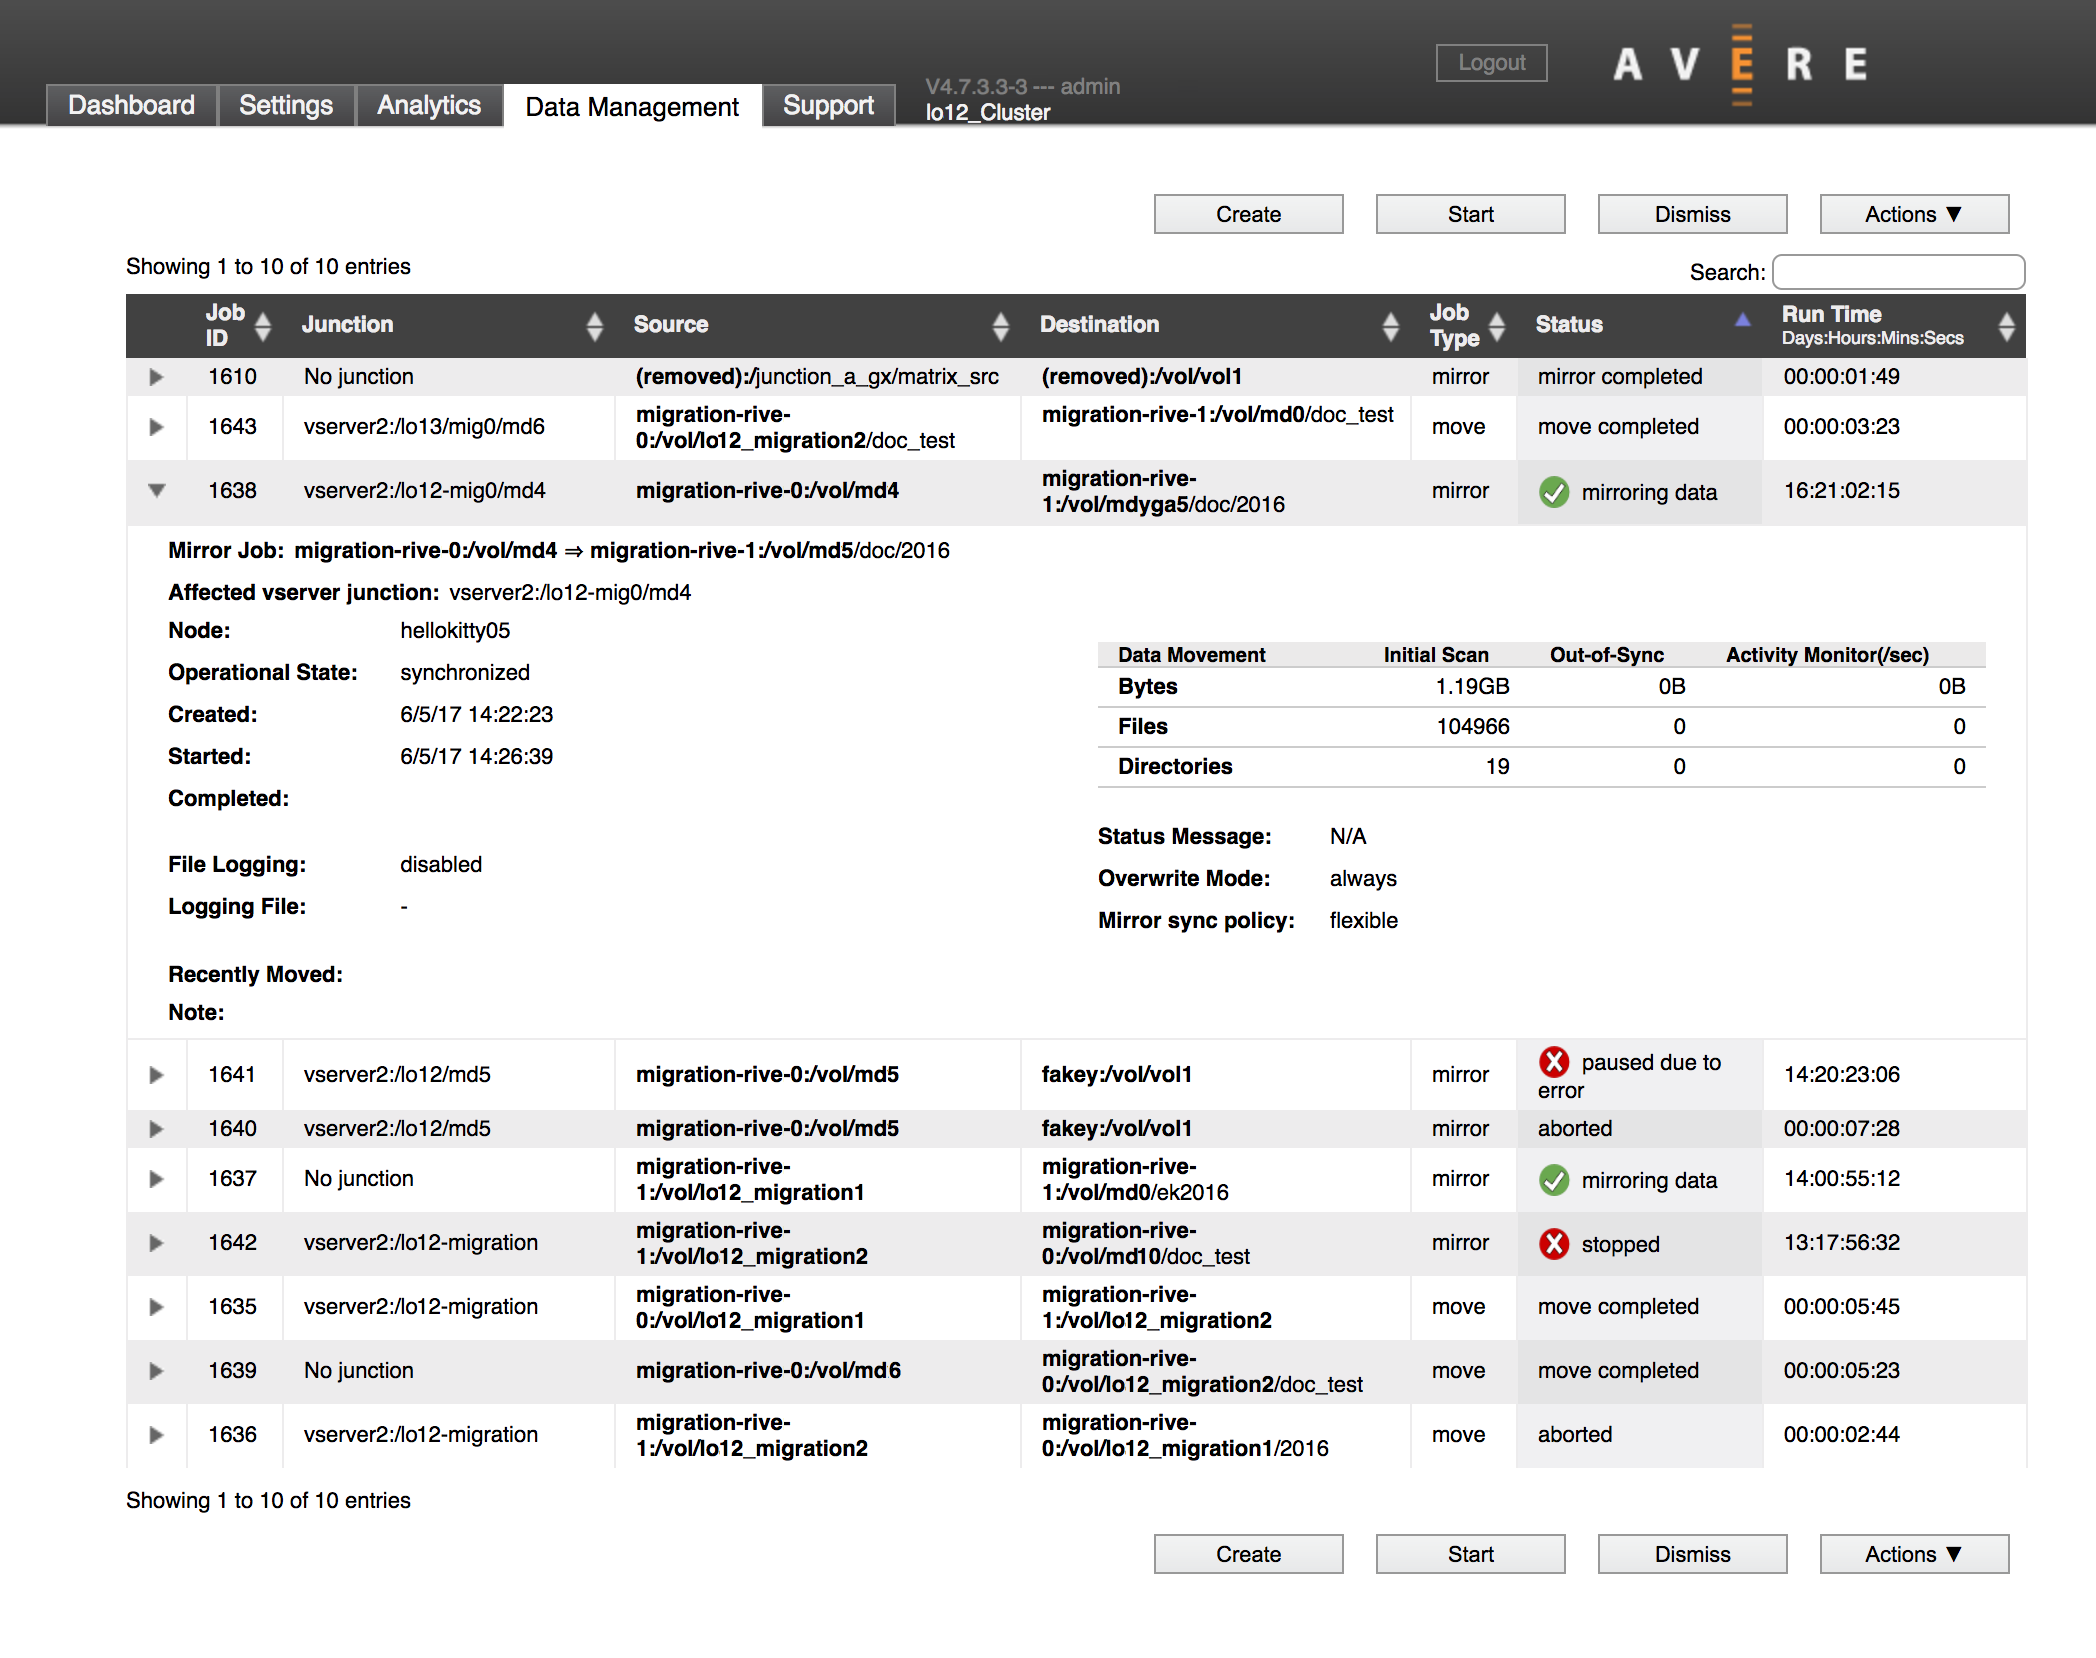 Logout
AVERE
Dashboard Settings Analytics Data Management Support
V4.7.3.3-3 --- admin
lo12_Cluster
Create Start Dismiss Actions ▼
Showing 1 to 10 of 10 entries
Search:
Job ID Junction Source Destination Job Type Status Run Time Days:Hours:Mins:Secs
1610 No junction (removed):/junction_a_gx/matrix_src (removed):/vol/vol1 mirror mirror completed 00:00:01:49
1643 vserver2:/lo13/mig0/md6 migration-rive-0:/vol/lo12_migration2/doc_test migration-rive-1:/vol/md0/doc_test move move completed 00:00:03:23
1638 vserver2:/lo12-mig0/md4 migration-rive-0:/vol/md4 migration-rive-1:/vol/mdyga5/doc/2016 mirror mirroring data 16:21:02:15
Mirror Job: migration-rive-0:/vol/md4 ⇒ migration-rive-1:/vol/md5/doc/2016
Affected vserver junction: vserver2:/lo12-mig0/md4
Node: hellokitty05
Operational State: synchronized
Created: 6/5/17 14:22:23
Started: 6/5/17 14:26:39
Completed:
File Logging: disabled
Logging File: -
Recently Moved:
Note:
Data Movement Initial Scan Out-of-Sync Activity Monitor(/sec)
Bytes 1.19GB 0B 0B
Files 104966 0 0
Directories 19 0 0
Status Message: N/A
Overwrite Mode: always
Mirror sync policy: flexible
1641 vserver2:/lo12/md5 migration-rive-0:/vol/md5 fakey:/vol/vol1 mirror paused due to error 14:20:23:06
1640 vserver2:/lo12/md5 migration-rive-0:/vol/md5 fakey:/vol/vol1 mirror aborted 00:00:07:28
1637 No junction migration-rive-1:/vol/lo12_migration1 migration-rive-1:/vol/md0/ek2016 mirror mirroring data 14:00:55:12
1642 vserver2:/lo12-migration migration-rive-1:/vol/lo12_migration2 migration-rive-0:/vol/md10/doc_test mirror stopped 13:17:56:32
1635 vserver2:/lo12-migration migration-rive-0:/vol/lo12_migration1 migration-rive-1:/vol/lo12_migration2 move move completed 00:00:05:45
1639 No junction migration-rive-0:/vol/md6 migration-rive-0:/vol/lo12_migration2/doc_test move move completed 00:00:05:23
1636 vserver2:/lo12-migration migration-rive-1:/vol/lo12_migration2 migration-rive-0:/vol/lo12_migration1/2016 move aborted 00:00:02:44
Showing 1 to 10 of 10 entries
Create Start Dismiss Actions ▼